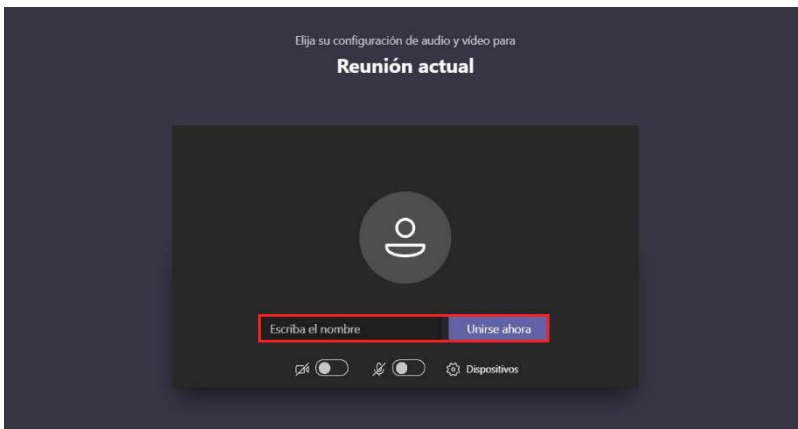 Elija su configuración de audio y vídeo para
Reunión actual
Escriba el nombre
Unirse ahora
Dispositivos